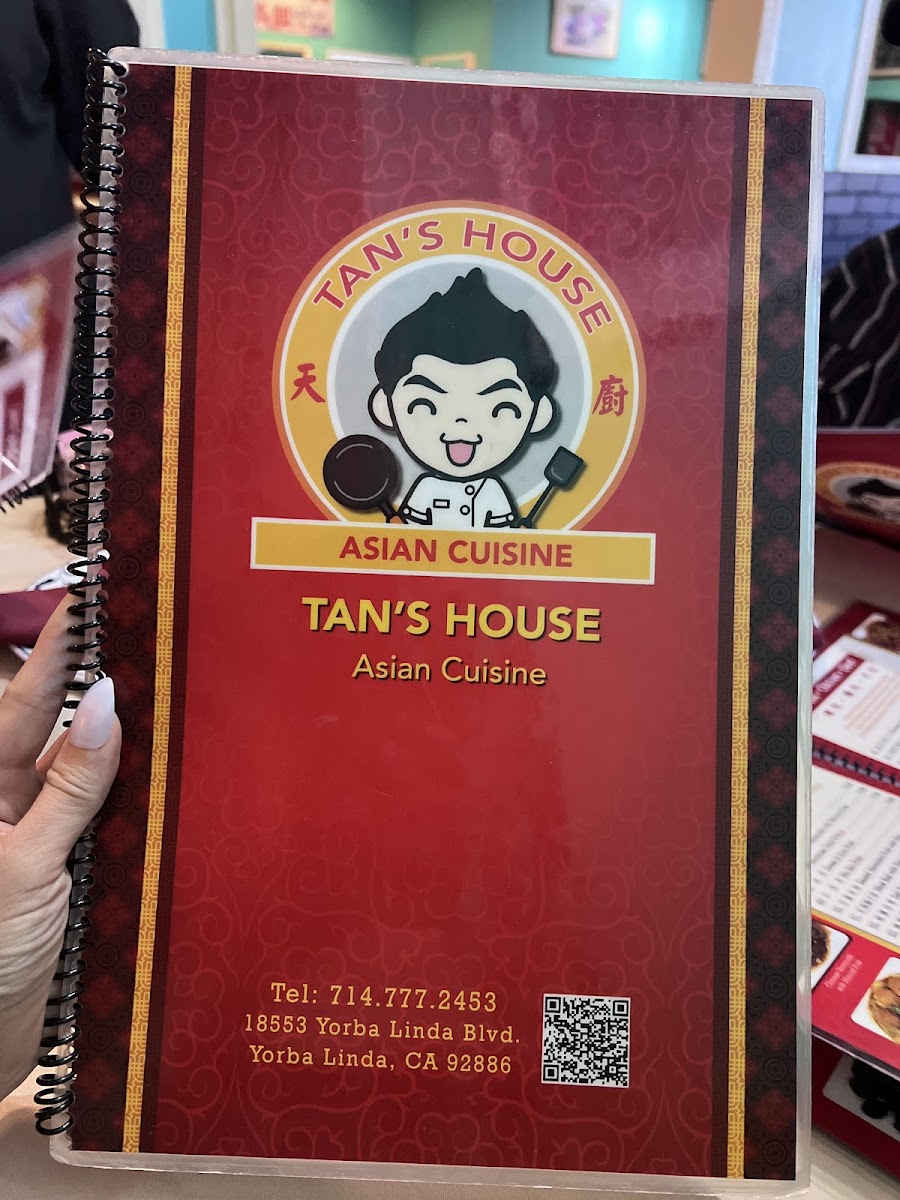 TAN'S HOUSE
天 廚
ASIAN CUISINE
TAN'S HOUSE
Asian Cuisine
Tel: 714.777.2453
18553 Yorba Linda Blvd.
Yorba Linda, CA 92886